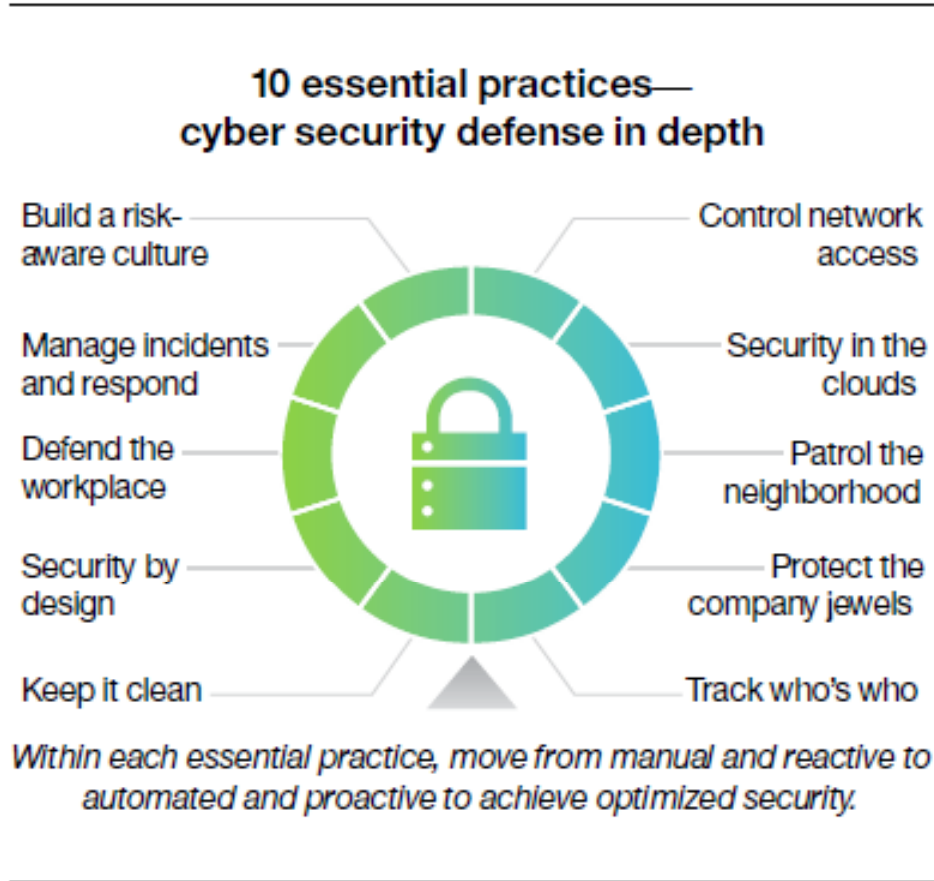 10 essential practices—
cyber security defense in depth
Build a risk-
aware culture
Manage incidents
and respond
Defend the
workplace
Security by
design
Keep it clean
Control network
access
Security in the
clouds
Patrol the
neighborhood
Protect the
company jewels
Track who's who
Within each essential practice, move from manual and reactive to
automated and proactive to achieve optimized security.